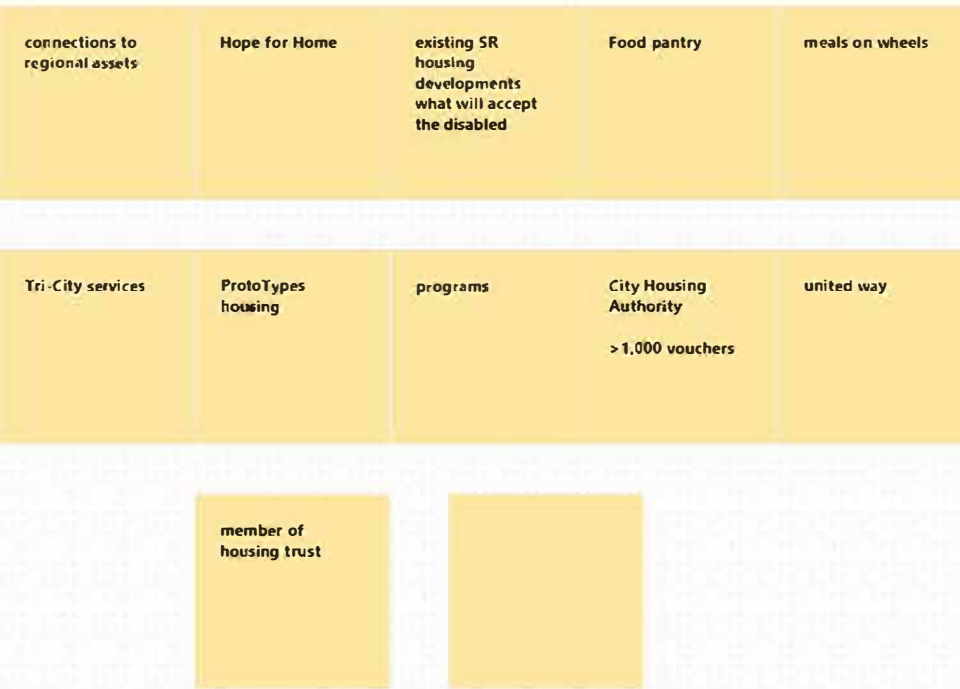 connections to
regional assets
Hope for Home
existing SR
housing
developments
what will accept
the disabled
Food pantry
meals on wheels
Tri-City services
ProtoTypes
housing
programs
City Housing
Authority
>1,000 vouchers
united way
member of
housing trust